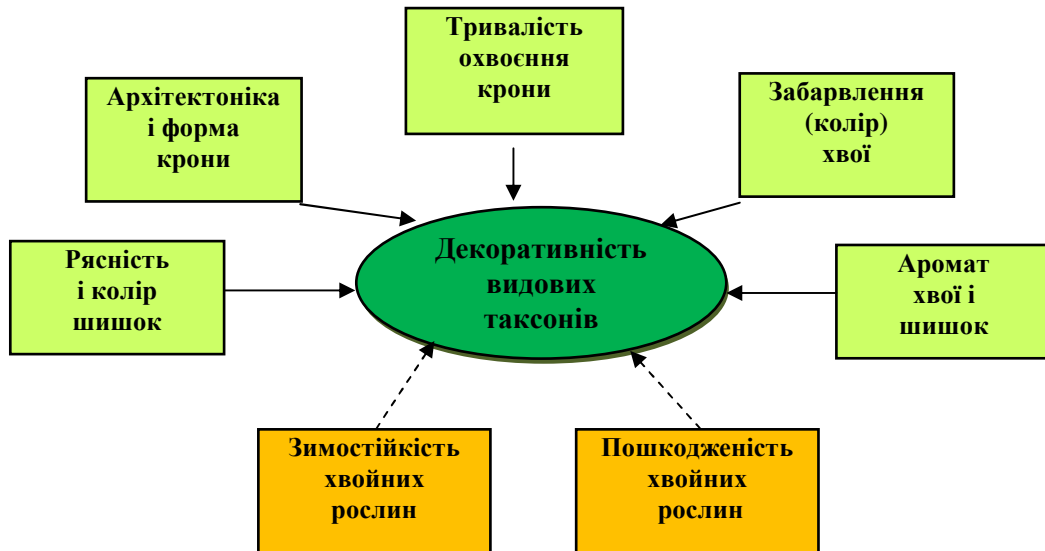 Тривалість
охвоєння
крони
Архітектоніка
і форма
крони
Забарвлення
(колір)
хвої
Рясність
і колір
шишок
Декоративність
видових
таксонів
Аромат
хвої і
шишок
Зимостійкість
хвойних
рослин
Пошкодженість
хвойних
рослин